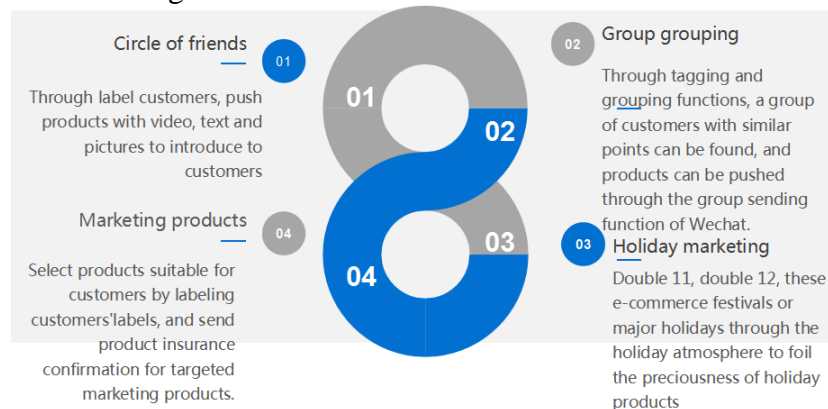 Circle of friends
01
Through label customers, push
products with video, text and
pictures to introduce to
customers
02
Group grouping
Through tagging and
grouping functions, a group
of customers with similar
points can be found, and
products can be pushed
through the group sending
function of Wechat.
01
02
03
04
Marketing products
04
Select products suitable for
customers by labeling
customers'labels, and send
product insurance
confirmation for targeted
marketing products.
03
Holiday marketing
Double 11, double 12, these
e-commerce festivals or
major holidays through the
holiday atmosphere to foil
the preciousness of holiday
products